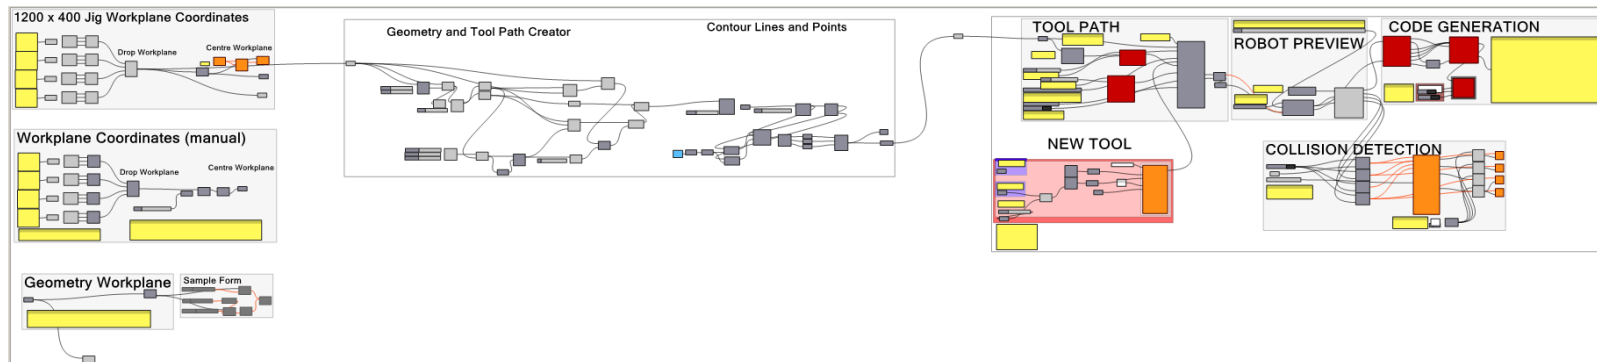 1200 x 400 Jig Workplane Coordinates
Drop Workplane
Centre Workplane
Workplane Coordinates (manual)
Drop Workplane
Centre Workplane
Geometry Workplane
Sample Form
Geometry and Tool Path Creator
Contour Lines and Points
TOOL PATH
NEW TOOL
ROBOT PREVIEW
CODE GENERATION
COLLISION DETECTION